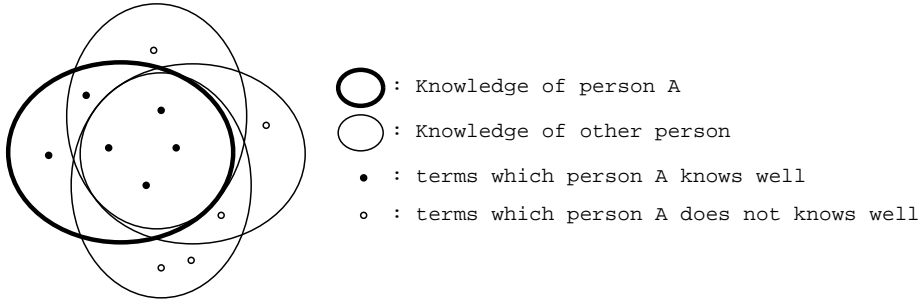 : Knowledge of person A
: Knowledge of other person
: terms which person A knows well
: terms which person A does not knows well